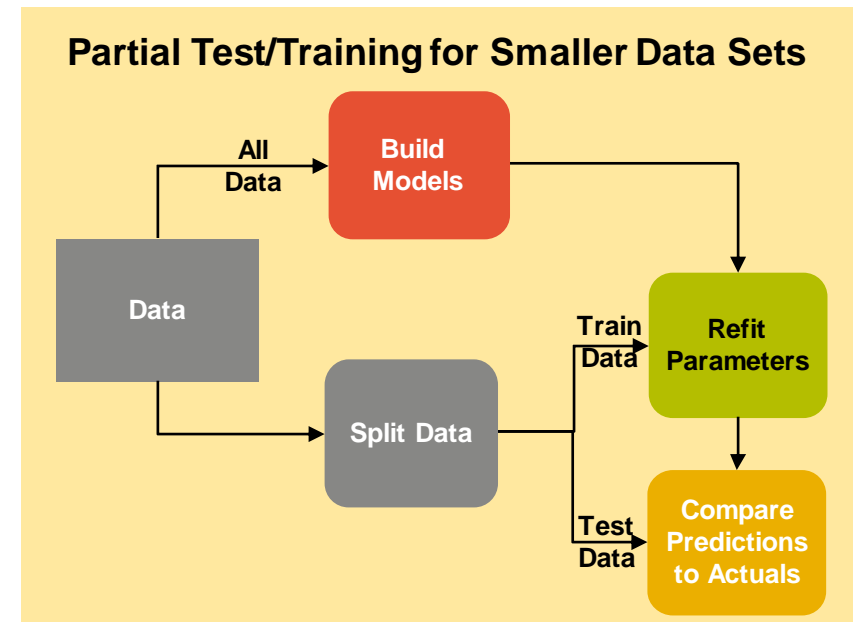 Partial Test/Training for Smaller Data Sets
All
Data
Build
Models
Data
Train
Data
Refit
Parameters
Split Data
Test
Data
Compare
Predictions
to Actuals